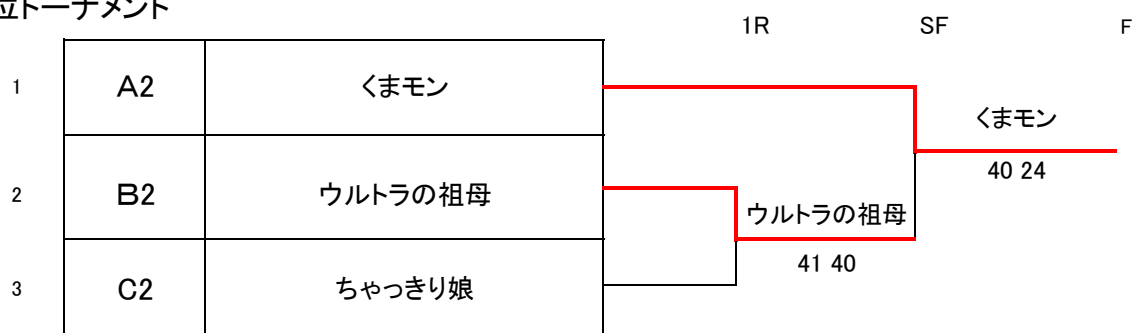 位トーナメント
1R SF F
1 A2 くまモン
くまモン
40 24
2 B2 ウルトラの祖母
ウルトラの祖母
41 40
3 C2 ちゃっきり娘